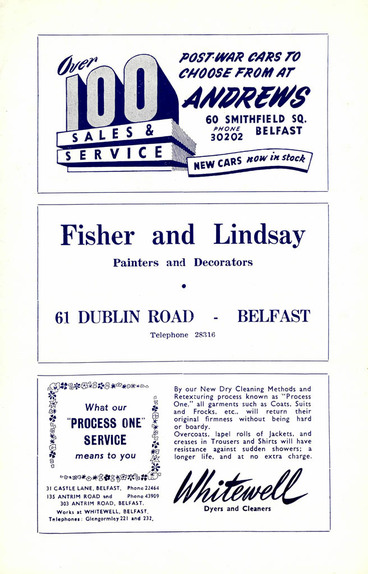 Over
100
SALES &
SERVICE
POST-WAR CARS TO
CHOOSE FROM AT
ANDREWS
60 SMITHFIELD SQ.
PHONE
30202 BELFAST
NEW CARS now in stock
Fisher and Lindsay
Painters and Decorators
61 DUBLIN ROAD - BELFAST
Telephone 28316
What our
"PROCESS ONE"
SERVICE
means to you
31 CASTLE LANE, BELFAST, Phone 22464
135 ANTRIM ROAD and Phone 43909
303 ANTRIM ROAD, BELFAST.
Works at WHITEWELL, BELFAST.
Telephones: Glengormley 221 and 232.
By our New Dry Cleaning Methods and
Retexturing process known as "Process
One," all garments such as Coats, Suits
and Frocks, etc., will return their
original firmness without being hard
or boardy.
Overcoats, lapel rolls of Jackets, and
creases in Trousers and Shirts will have
resistance against sudden showers; a
longer life, and at no extra charge.
Whitewell
Dyers and Cleaners